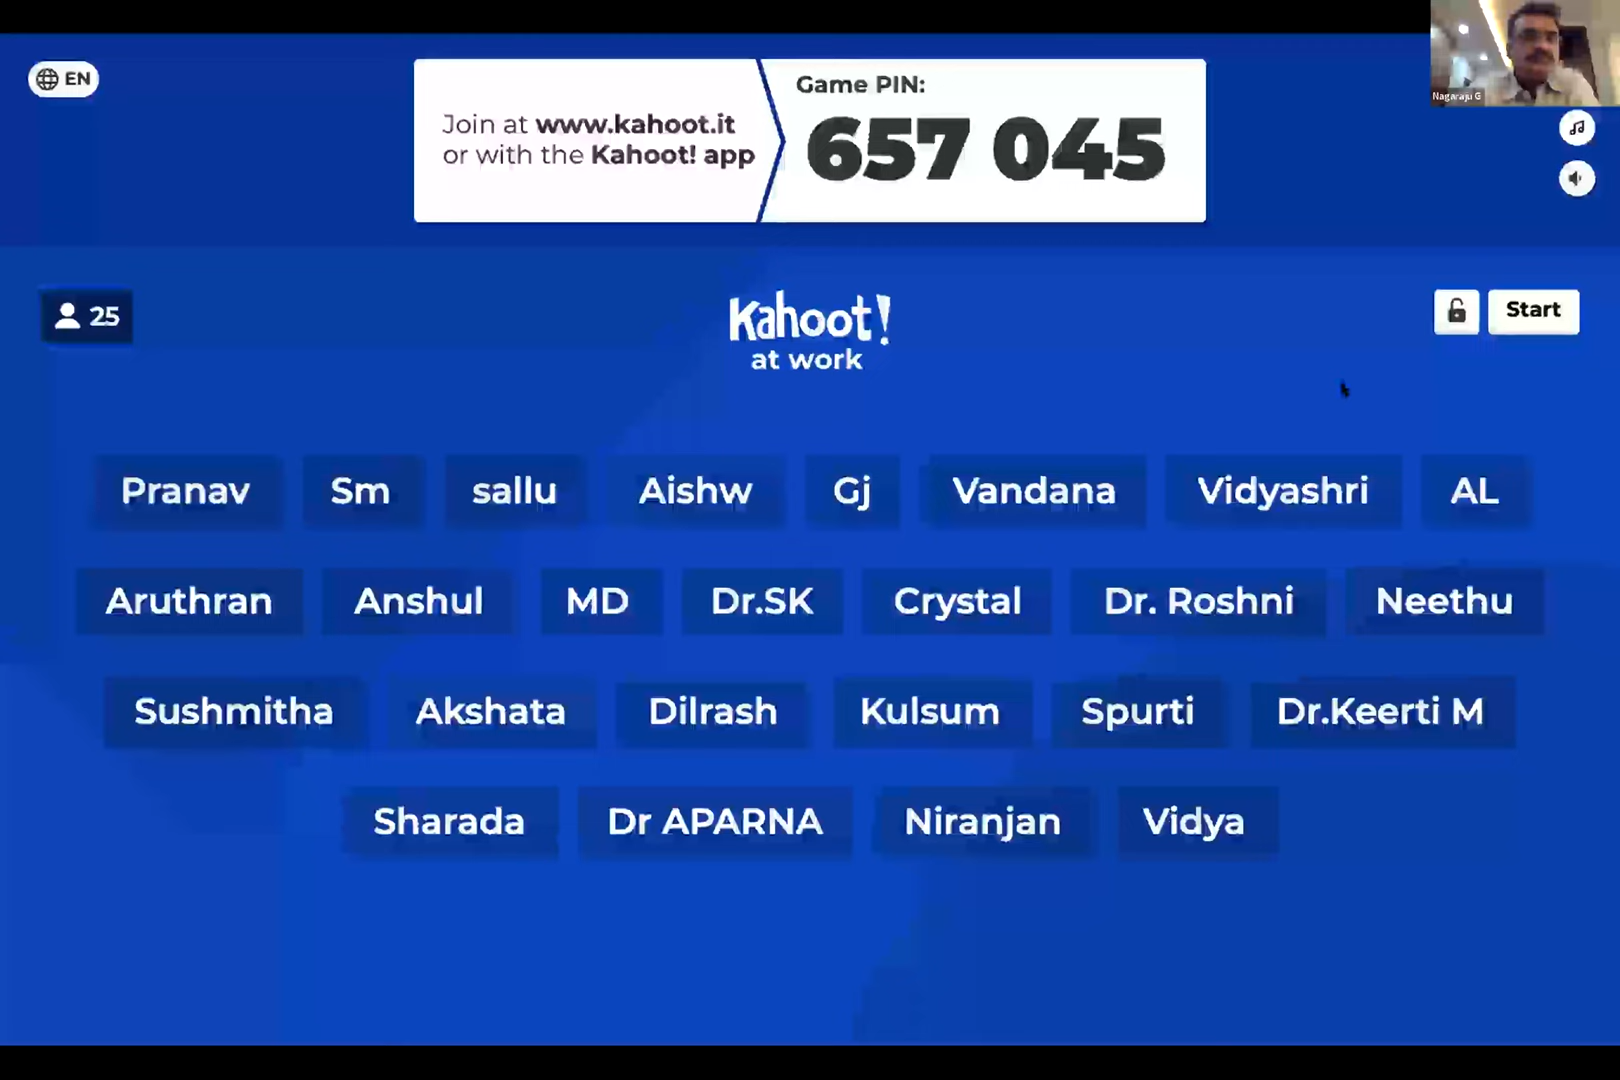 EN
Join at www.kahoot.it
or with the Kahoot! app
Game PIN:
657 045
Nagaraju G
25
Kahoot!
at work
Start
Pranav Sm sallu Aishw Gj Vandana Vidyashri AL
Aruthran Anshul MD Dr.SK Crystal Dr. Roshni Neethu
Sushmitha Akshata Dilrash Kulsum Spurti Dr.Keerti M
Sharada Dr APARNA Niranjan Vidya